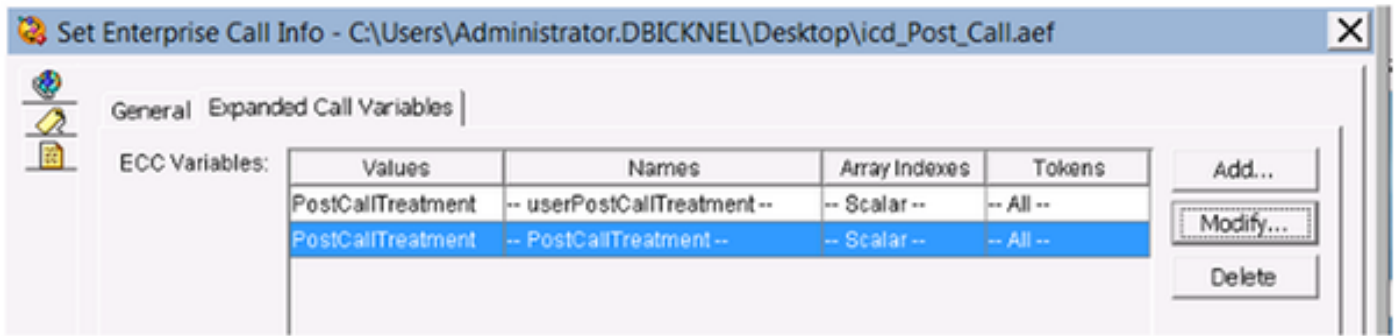 Set Enterprise Call Info - C:\Users\Administrator.DBICKNEL\Desktop\icd_Post_Call.aef
General Expanded Call Variables
ECC Variables: Values Names Array Indexes Tokens Add...
PostCallTreatment -- userPostCallTreatment -- -- Scalar -- -- All --
Modify...
PostCallTreatment -- PostCallTreatment -- -- Scalar -- -- All --
Delete